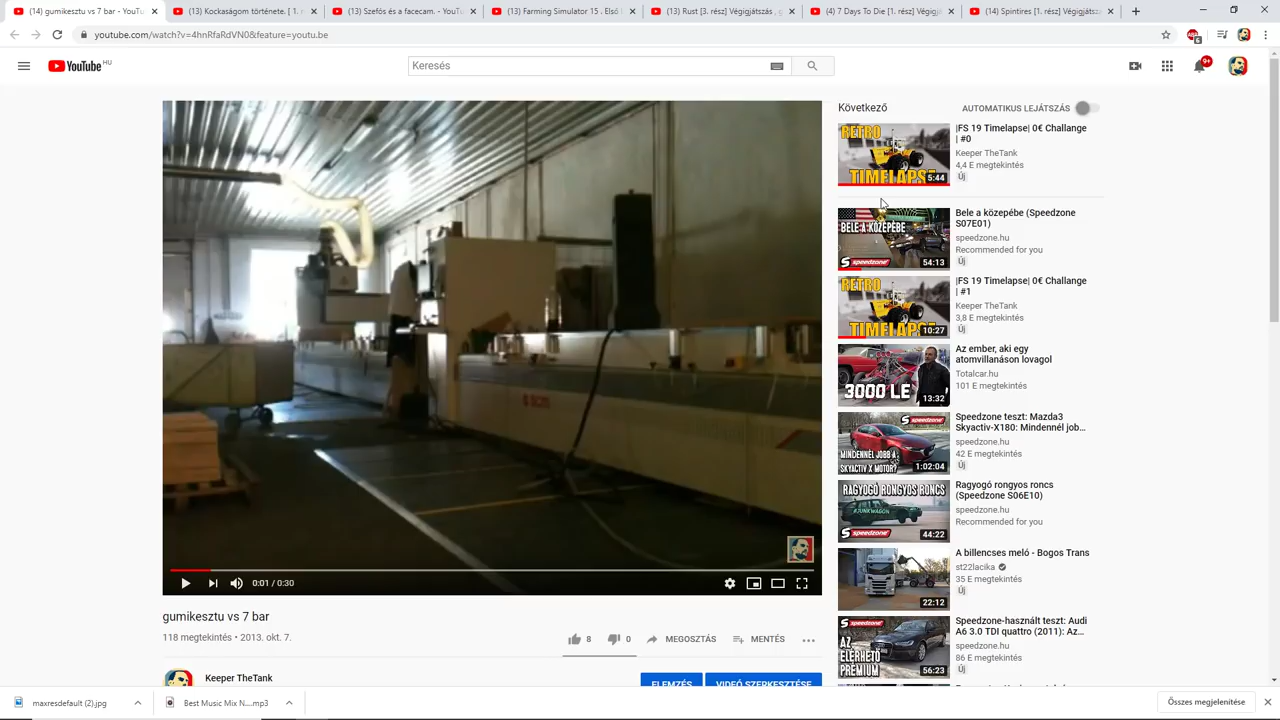 (14) gumikesztu vs 7 bar - YouTu
(13) Kockaságom története. [ 1. r
(13) Szefós és a facecam. - YouTu
(13) Farming Simulator 15 . Édol
(13) Rust [3. rész] Végigjátszás , g
(4) 7 Days To Die [1. rész] Végigj
(14) Spintires [1. rész] Végigjáts
youtube.com/watch?v=4hnRfaRdVN0&feature=youtu.be
YouTube HU
Keresés
9+
Következő
AUTOMATIKUS LEJÁTSZÁS
RETRO
TIMELAPSE
5:44
|FS 19 Timelapse| 0€ Challange
| #0
Keeper TheTank
4,4 E megtekintés
Új
BELE A KÖZEPÉBE
speedzone
54:13
Bele a közepébe (Speedzone
S07E01)
speedzone.hu
Recommended for you
Új
RETRO
TIMELAPSE
10:27
|FS 19 Timelapse| 0€ Challange
| #1
Keeper TheTank
3,8 E megtekintés
Új
3000 LE
13:32
Az ember, aki egy
atomvillanáson lovagol
Totalcar.hu
101 E megtekintés
speedzone
MINDENNÉL JOBB A
SKYACTIV X MOTOR?
1:02:04
Speedzone teszt: Mazda3
Skyactiv-X180: Mindennél job...
speedzone.hu
42 E megtekintés
Új
RAGYOGÓ RONGYOS RONCS
#JUNKWAGON
speedzone
44:22
Ragyogó rongyos roncs
(Speedzone S06E10)
speedzone.hu
Recommended for you
22:12
A billencses meló - Bogos Trans
st22lacika
35 E megtekintés
Új
speedzone
AZ
ELÉRHETŐ
PRÉMIUM
56:23
Speedzone-használt teszt: Audi
A6 3.0 TDI quattro (2011): Az...
speedzone.hu
86 E megtekintés
Új
0:01 / 0:30
gumikesztu vs 7 bar
118 megtekintés • 2013. okt. 7.
8
0
MEGOSZTÁS
MENTÉS
Keeper TheTank
ELEMZÉS
VIDEÓ SZERKESZTÉSE
maxresdefault (2).jpg
Best Music Mix N....mp3
Összes megjelenítése